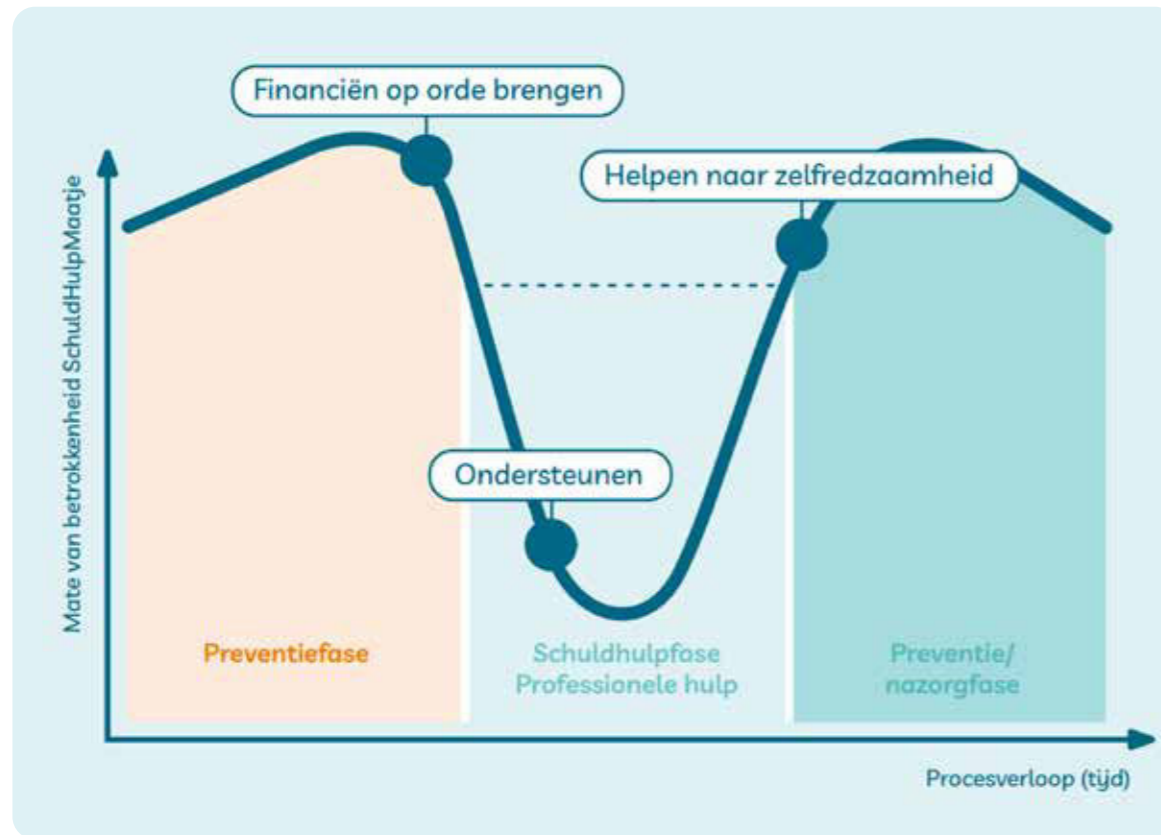 Financiën op orde brengen
Helpen naar zelfredzaamheid
Ondersteunen
Mate van betrokkenheid SchuldHulpMaatje
Preventiefase
Schuldhulpfase
Professionele hulp
Preventie/
nazorgfase
Procesverloop (tijd)